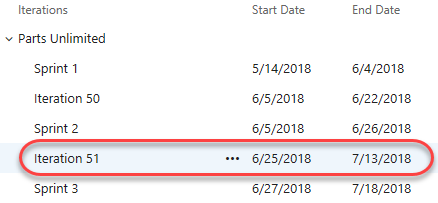 Iterations Start Date End Date
Parts Unlimited
Sprint 1 5/14/2018 6/4/2018
Iteration 50 6/5/2018 6/22/2018
Sprint 2 6/5/2018 6/26/2018
Iteration 51 ••• 6/25/2018 7/13/2018
Sprint 3 6/27/2018 7/18/2018